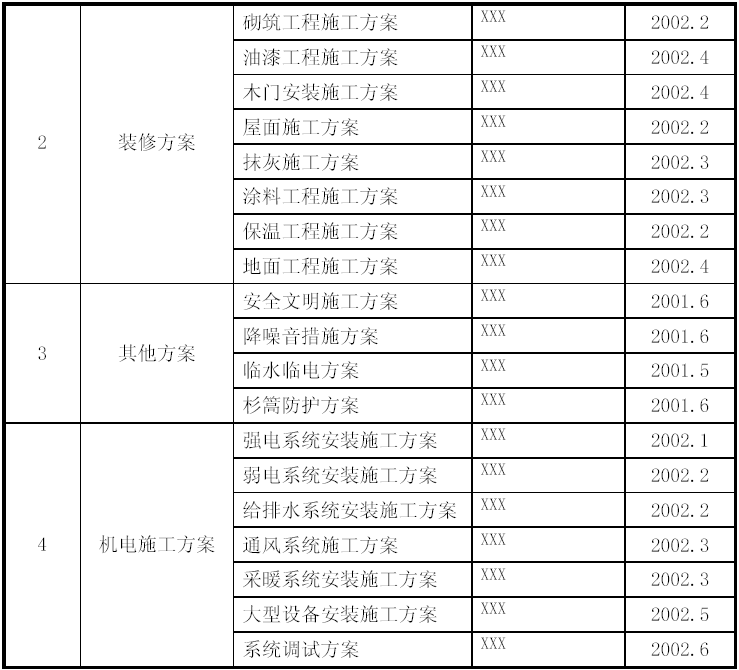 砌筑工程施工方案 XXX 2002.2
油漆工程施工方案 XXX 2002.4
木门安装施工方案 XXX 2002.4
屋面施工方案 XXX 2002.2
2 装修方案
抹灰施工方案 XXX 2002.3
涂料工程施工方案 XXX 2002.3
保温工程施工方案 XXX 2002.2
地面工程施工方案 XXX 2002.4
安全文明施工方案 XXX 2001.6
降噪音措施方案 XXX 2001.6
3 其他方案
临水临电方案 XXX 2001.5
杉篙防护方案 XXX 2001.6
强电系统安装施工方案 XXX 2002.1
弱电系统安装施工方案 XXX 2002.2
给排水系统安装施工方案 XXX 2002.2
4 机电施工方案 通风系统施工方案 XXX 2002.3
采暖系统安装施工方案 XXX 2002.3
大型设备安装施工方案 XXX 2002.5
系统调试方案 XXX 2002.6